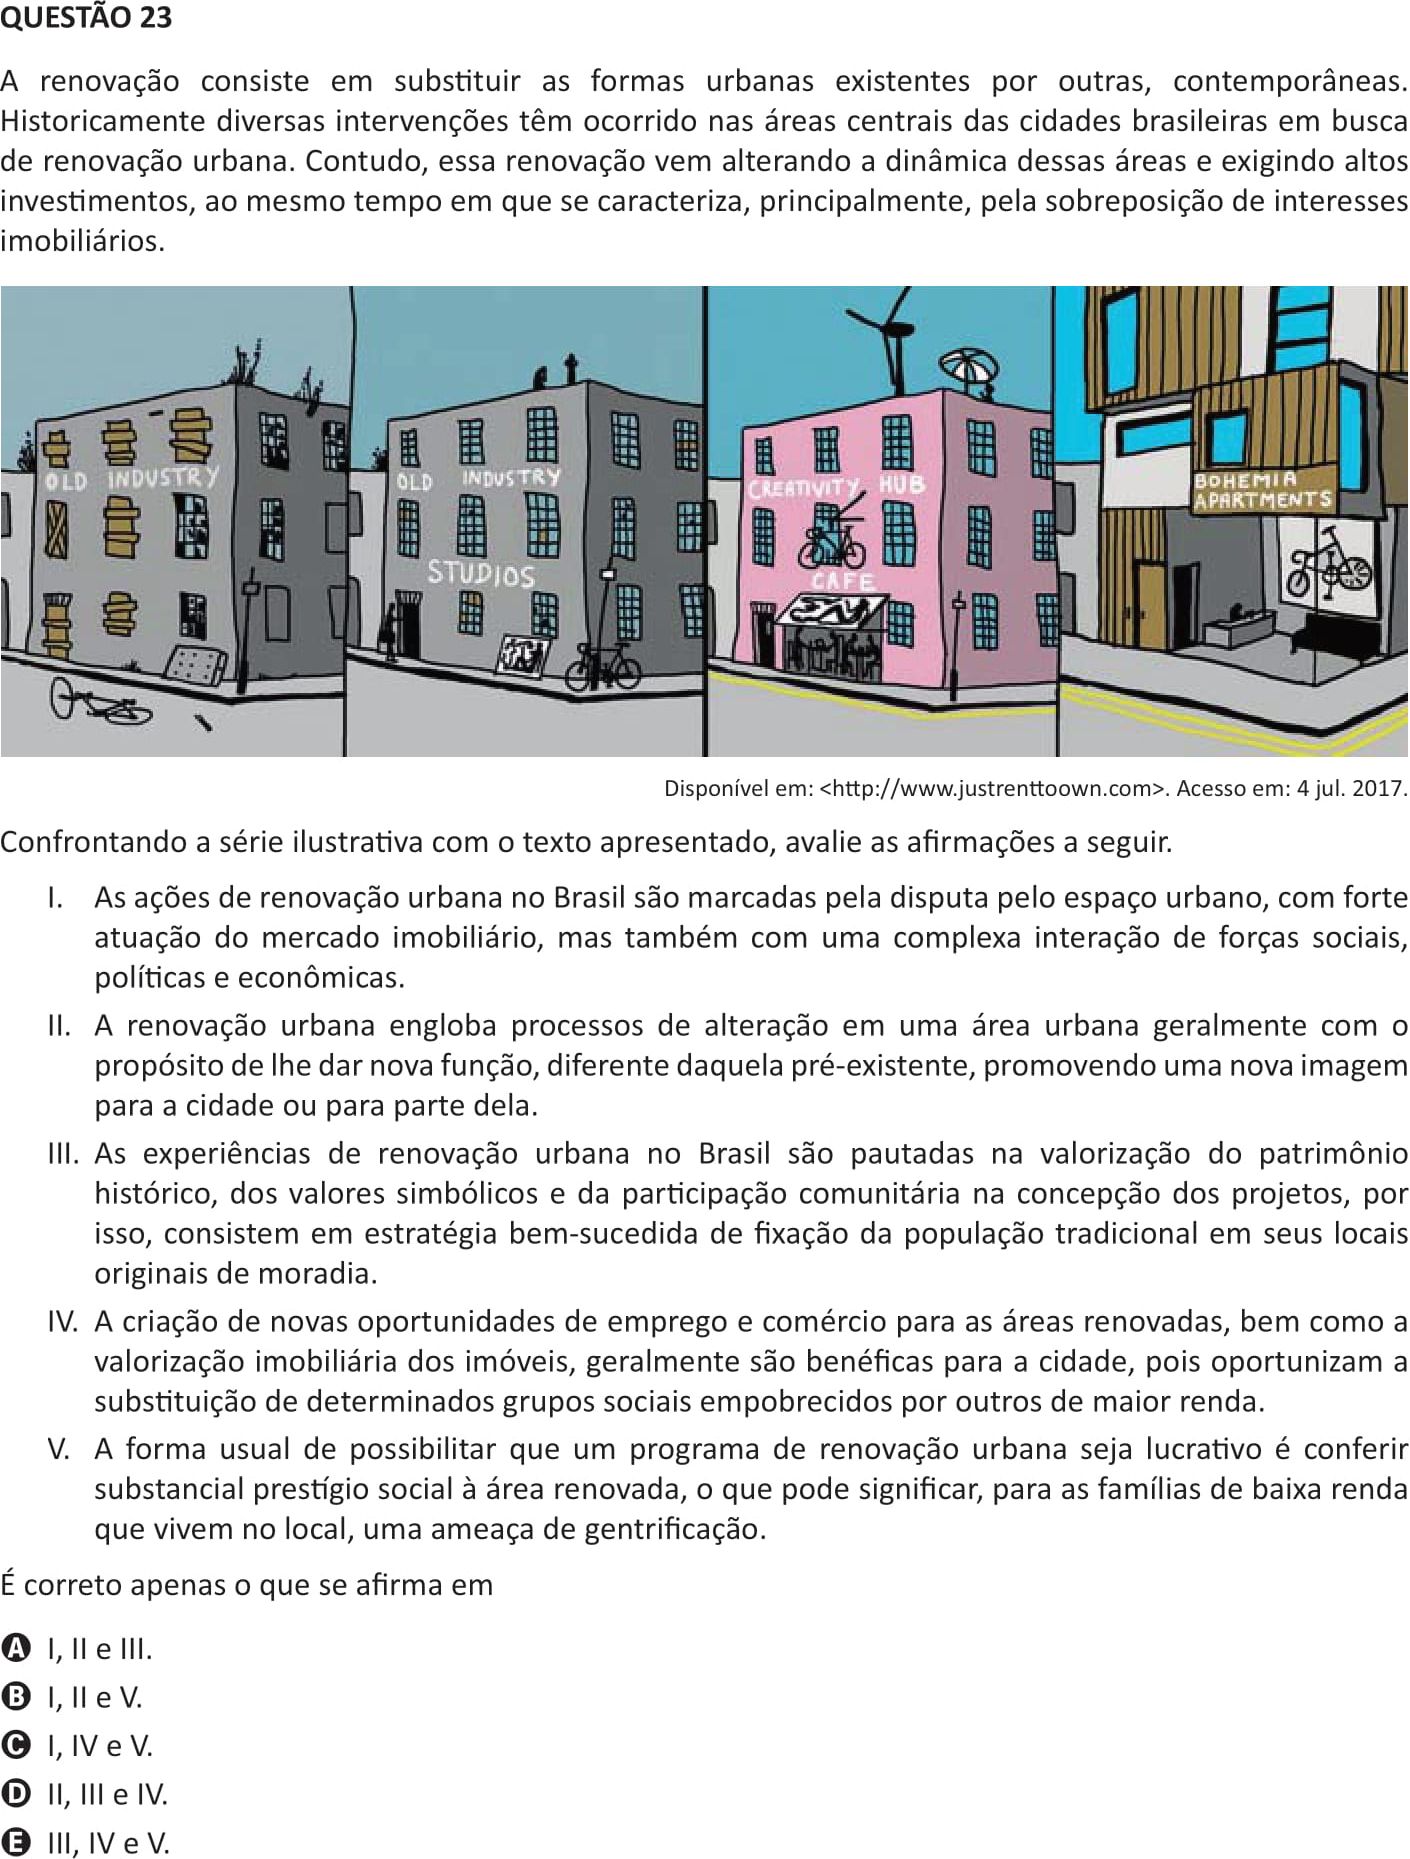 QUESTÃO 23
A renovação consiste em substituir as formas urbanas existentes por outras, contemporâneas.
Historicamente diversas intervenções têm ocorrido nas áreas centrais das cidades brasileiras em busca
de renovação urbana. Contudo, essa renovação vem alterando a dinâmica dessas áreas e exigindo altos
investimentos, ao mesmo tempo em que se caracteriza, principalmente, pela sobreposição de interesses
imobiliários.
OLD INDUSTRY
OLD INDUSTRY
STUDIOS
CREATIVITY HUB
CAFE
BOHEMIA
APARTMENTS
Disponível em: <http://www.justrenttoown.com>. Acesso em: 4 jul. 2017.
Confrontando a série ilustrativa com o texto apresentado, avalie as afirmações a seguir.
I. As ações de renovação urbana no Brasil são marcadas pela disputa pelo espaço urbano, com forte
atuação do mercado imobiliário, mas também com uma complexa interação de forças sociais,
políticas e econômicas.
II. A renovação urbana engloba processos de alteração em uma área urbana geralmente com o
propósito de lhe dar nova função, diferente daquela pré-existente, promovendo uma nova imagem
para a cidade ou para parte dela.
III. As experiências de renovação urbana no Brasil são pautadas na valorização do patrimônio
histórico, dos valores simbólicos e da participação comunitária na concepção dos projetos, por
isso, consistem em estratégia bem-sucedida de fixação da população tradicional em seus locais
originais de moradia.
IV. A criação de novas oportunidades de emprego e comércio para as áreas renovadas, bem como a
valorização imobiliária dos imóveis, geralmente são benéficas para a cidade, pois oportunizam a
substituição de determinados grupos sociais empobrecidos por outros de maior renda.
V. A forma usual de possibilitar que um programa de renovação urbana seja lucrativo é conferir
substancial prestígio social à área renovada, o que pode significar, para as famílias de baixa renda
que vivem no local, uma ameaça de gentrificação.
É correto apenas o que se afirma em
A I, II e III.
B I, II e V.
C I, IV e V.
D II, III e IV.
E III, IV e V.